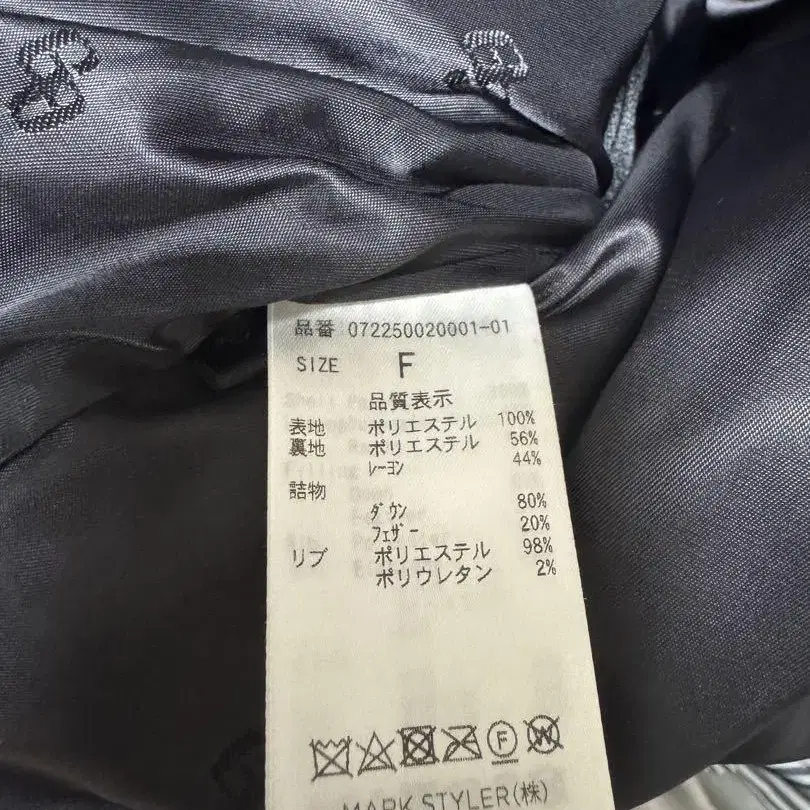 品番 072250020001-01
SIZE F
品質表示
表地 ポリエステル 100%
裏地 ポリエステル 56%
レーヨン 44%
詰物
ダウン 80%
フェザー 20%
リブ ポリエステル 98%
ポリウレタン 2%
F W
MARK STYLER(株)